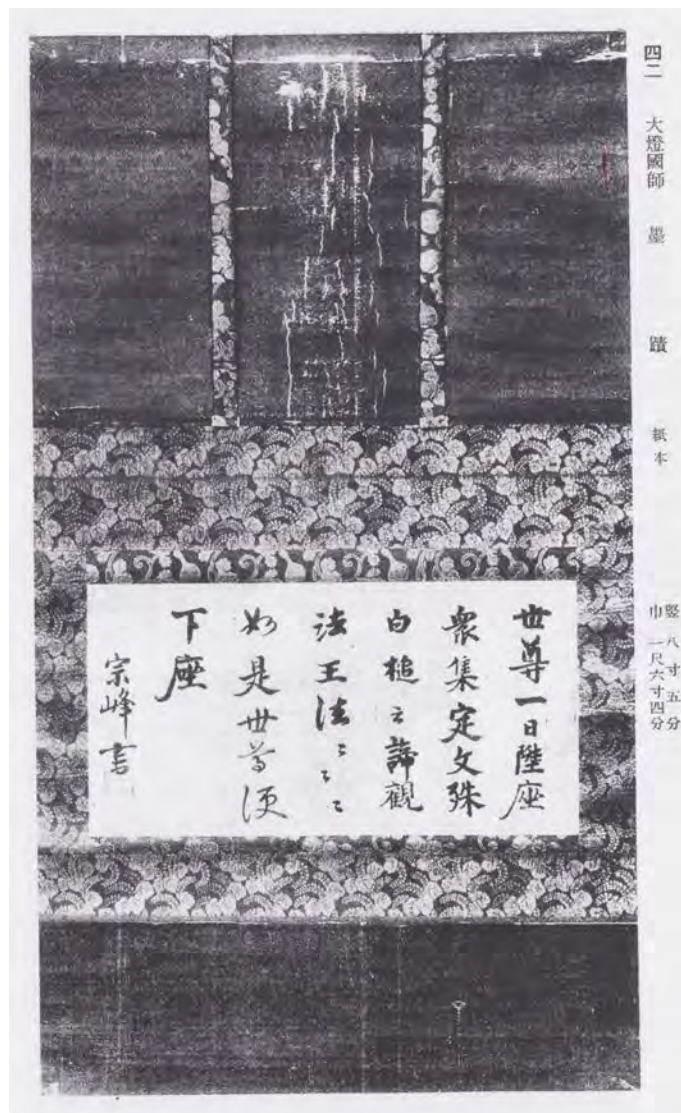 四二 大燈國師 墨蹟 紙本
竪八寸五分
巾一尺六寸四分
世尊一日陞座
衆集定文殊
白槌云諦觀
法王法〻〻〻
如是世尊便
下座
宗峰書